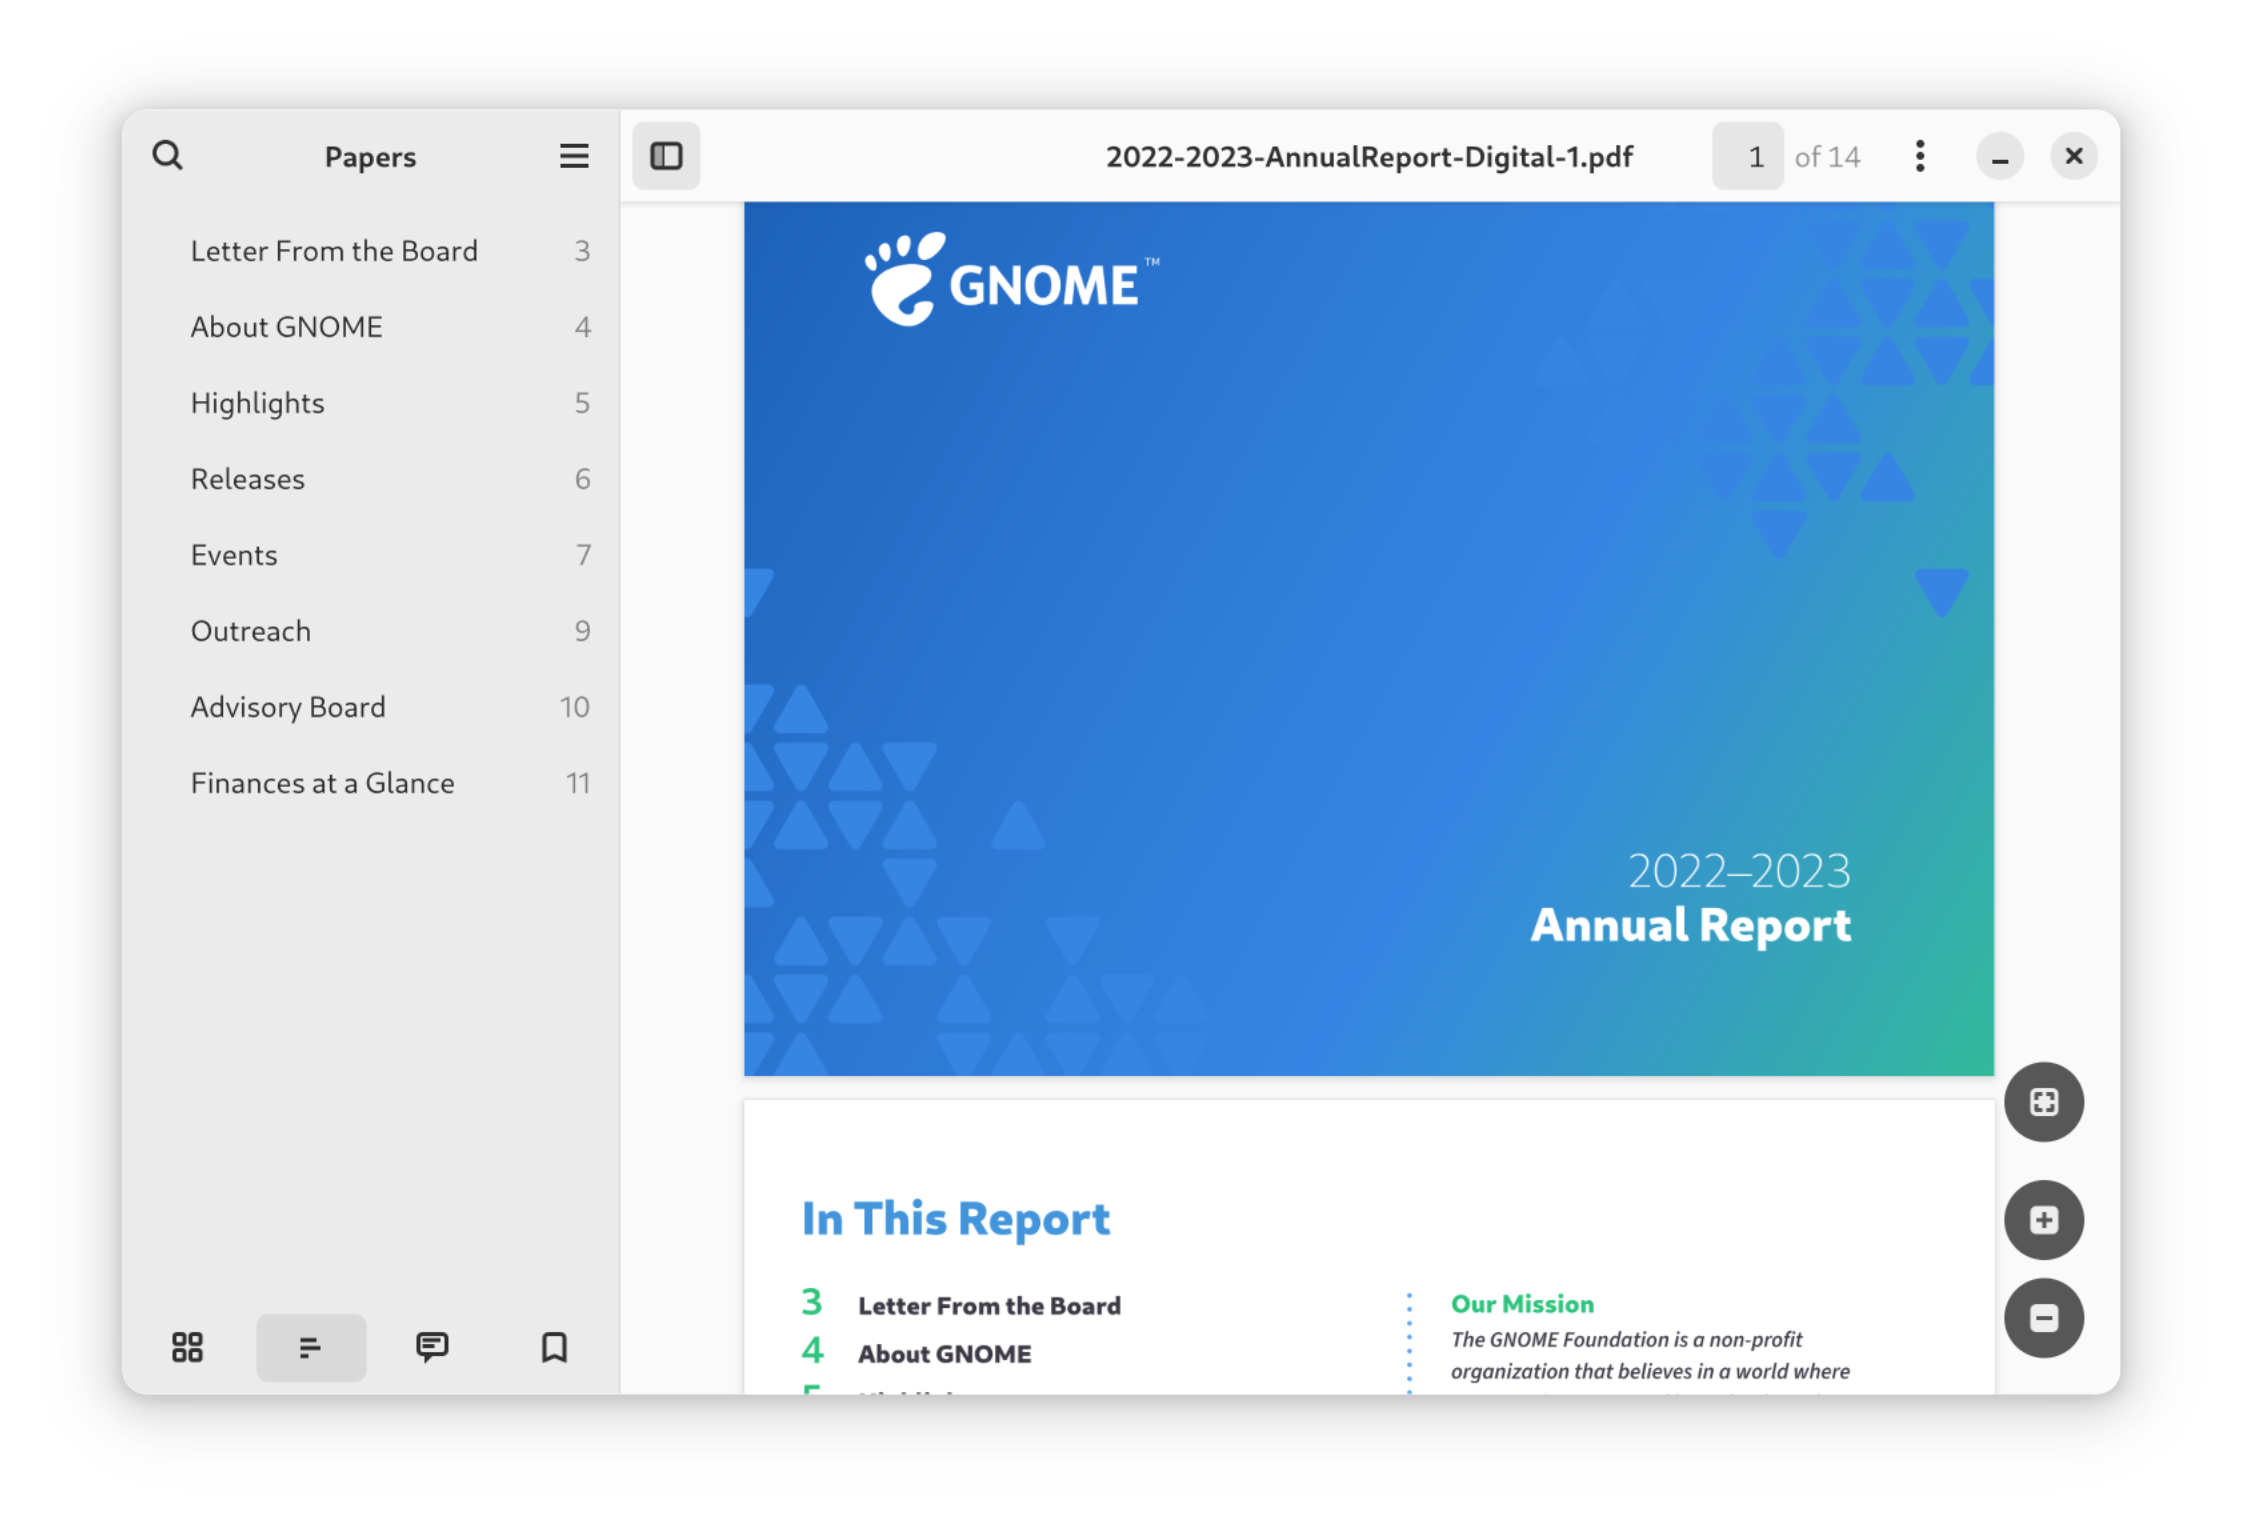 Papers
2022-2023-AnnualReport-Digital-1.pdf
1 of 14
Letter From the Board 3
About GNOME 4
Highlights 5
Releases 6
Events 7
Outreach 9
Advisory Board 10
Finances at a Glance 11
GNOME™
2022–2023
Annual Report
In This Report
3 Letter From the Board
4 About GNOME
Our Mission
The GNOME Foundation is a non-profit
organization that believes in a world where